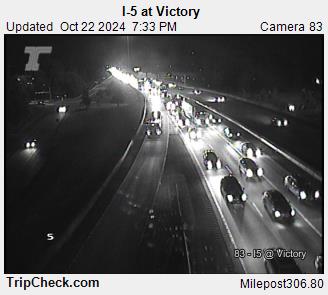 I-5 at Victory
Updated Oct 22 2024 7:33 PM Camera 83
T
S
83 - I5 @ Victory
TripCheck.com Milepost306.80